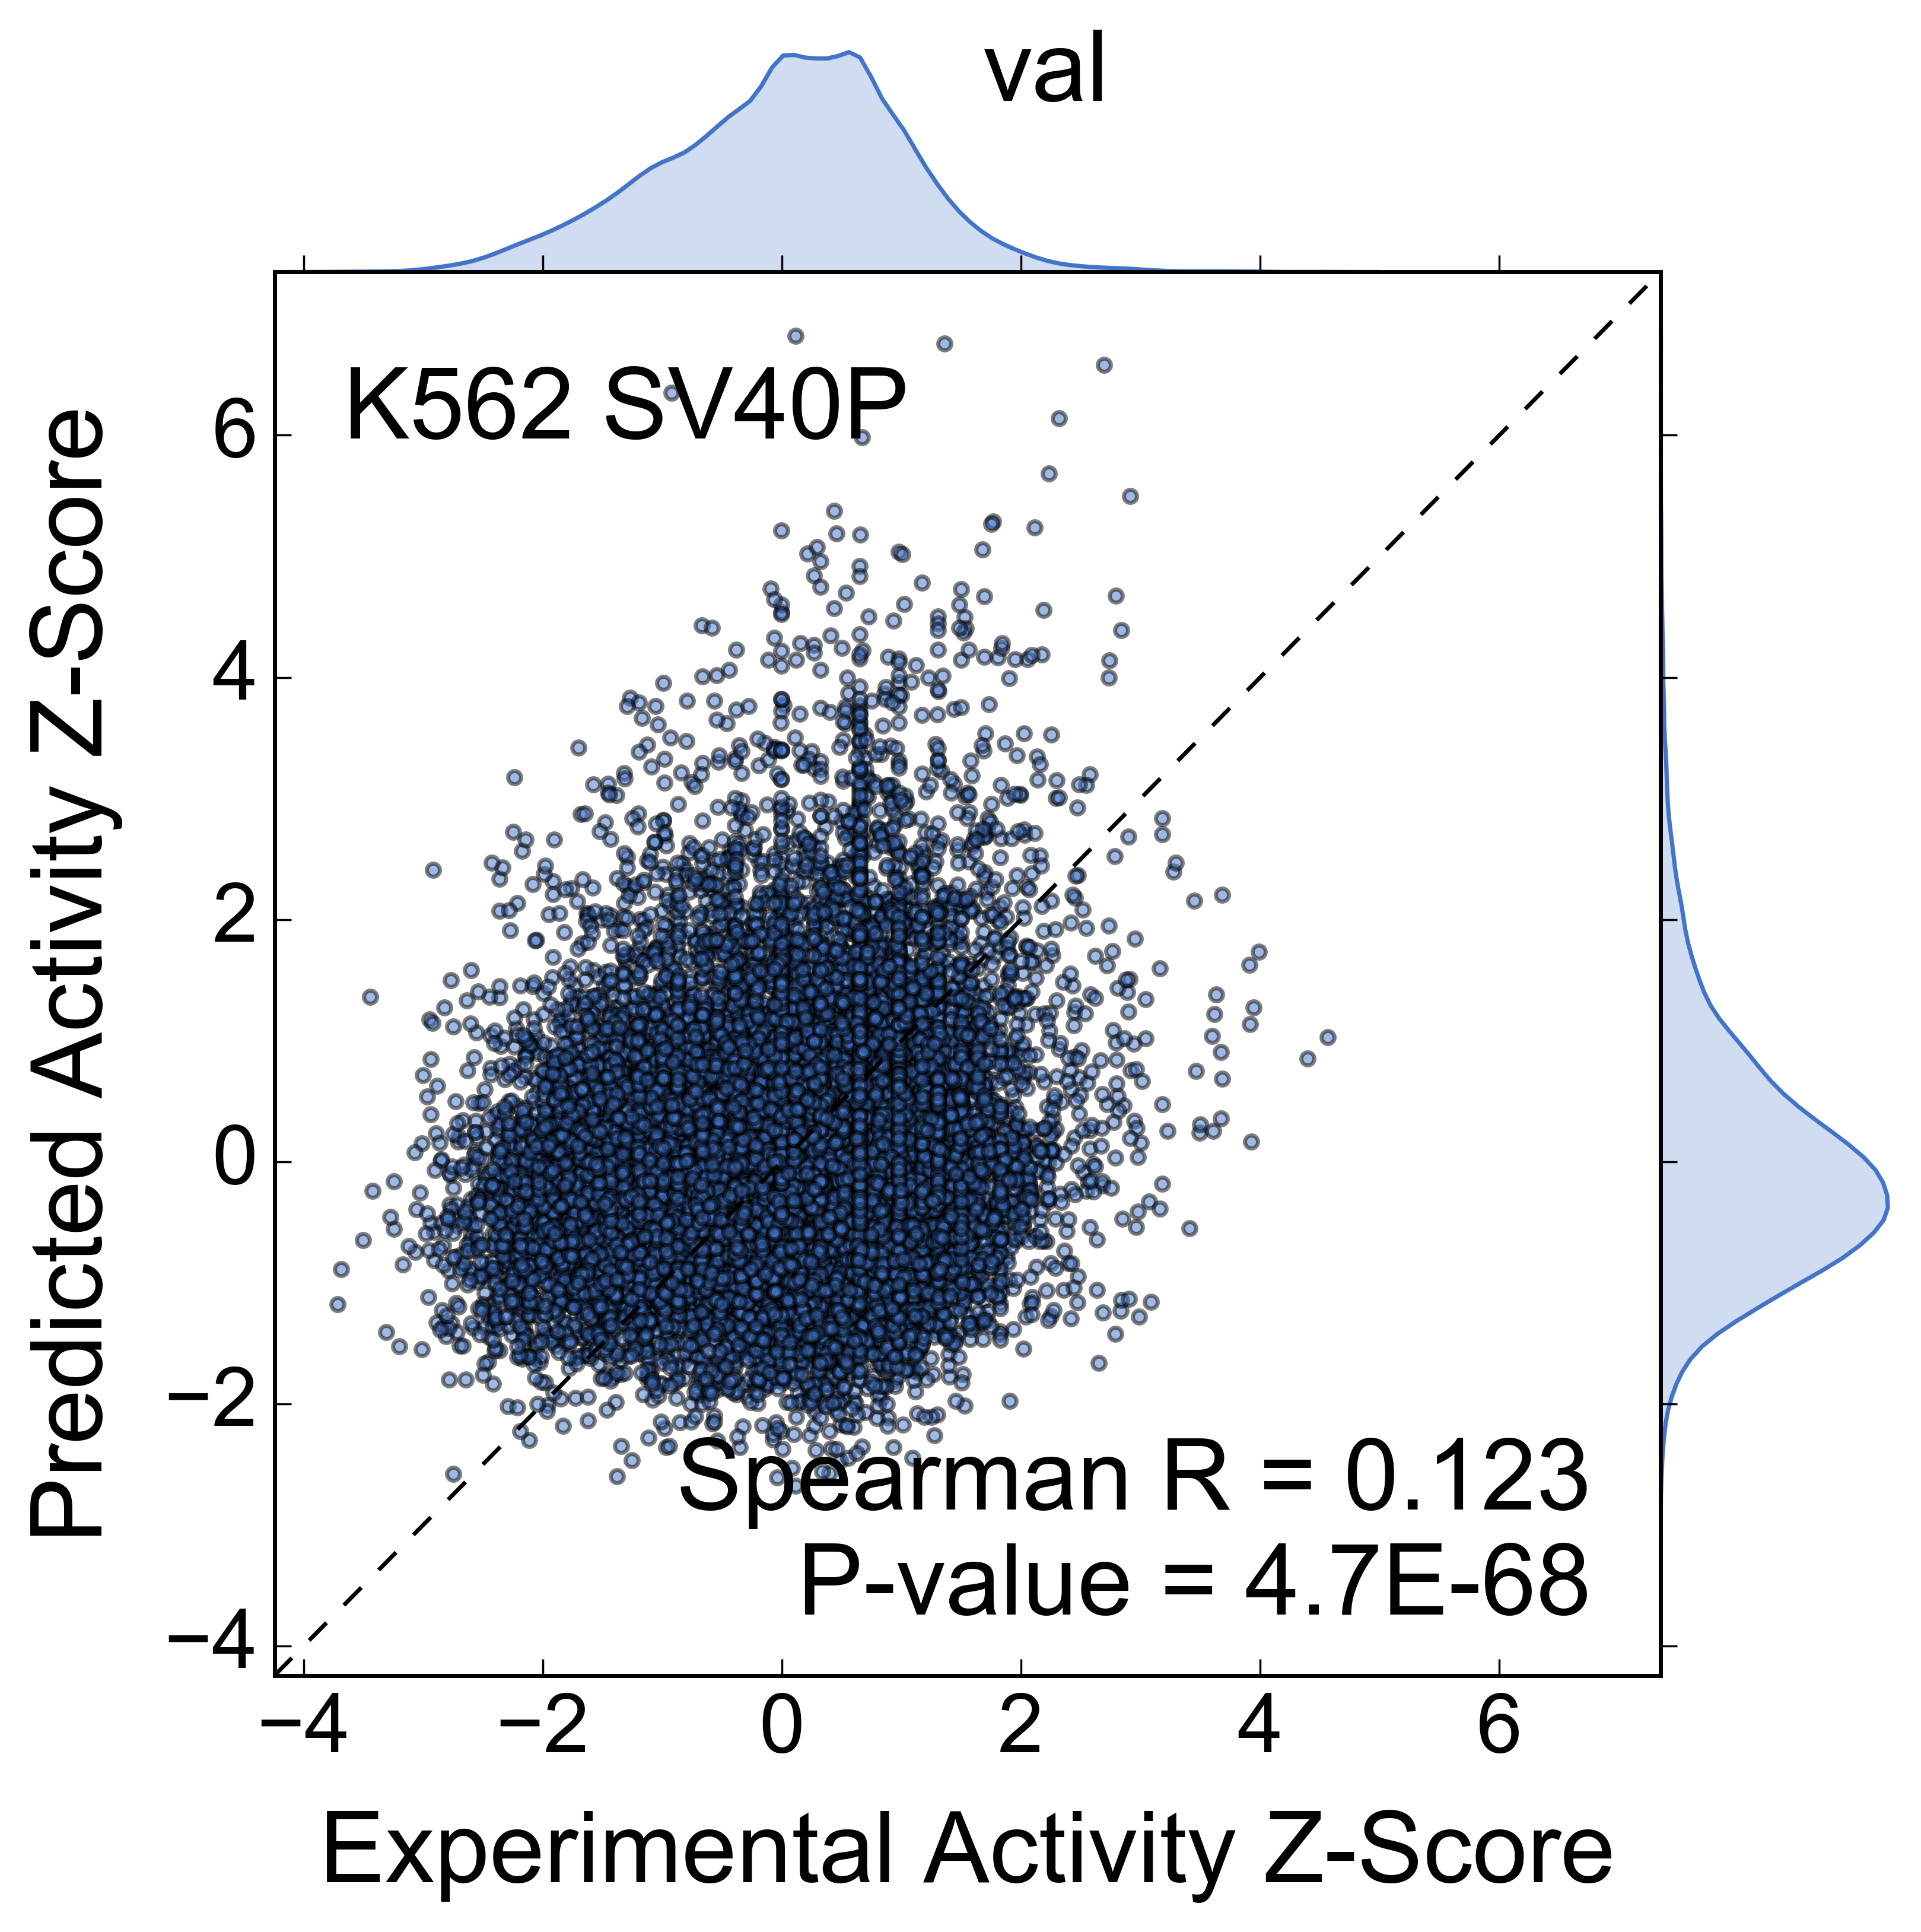 val
K562 SV40P
Predicted Activity Z-Score
6
4
2
0
−2
−4
Spearman R = 0.123
P-value = 4.7E-68
−4 −2 0 2 4 6
Experimental Activity Z-Score